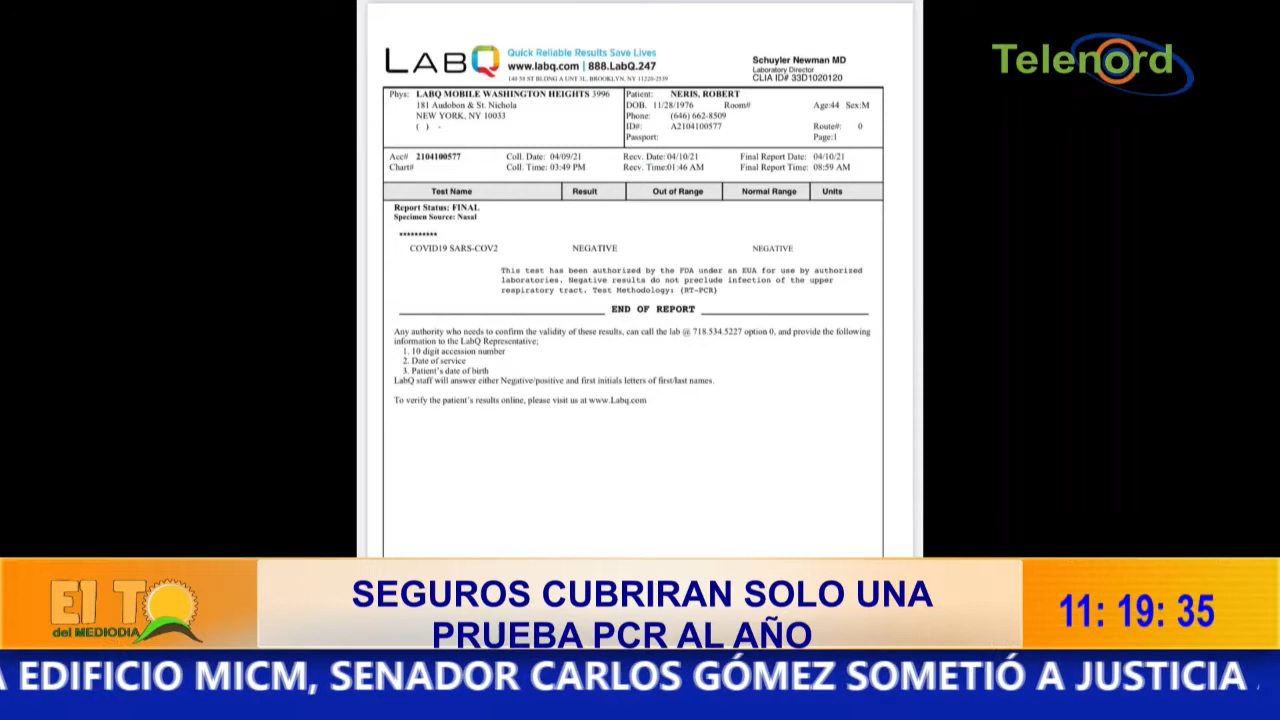 LABQ
Quick Reliable Results Save Lives
www.labq.com | 888.LabQ.247
140 58 ST BLDNG A UNT 3L, BROOKLYN, NY 11220-2539
Schuyler Newman MD
Laboratory Director
CLIA ID# 33D1020120
Telenord
Phys: LABQ MOBILE WASHINGTON HEIGHTS 3996
181 Audobon & St. Nichola
NEW YORK, NY 10033
( ) -
Patient: NERIS, ROBERT
DOB. 11/28/1976 Room# Age:44 Sex:M
Phone: (646) 662-8509
ID#: A2104100577 Route#: 0
Passport: Page:1
Acc# 2104100577 Coll. Date: 04/09/21 Recv. Date:04/10/21 Final Report Date: 04/10/21
Chart# Coll. Time: 03:49 PM Recv. Time:01:46 AM Final Report Time: 08:59 AM
Test Name Result Out of Range Normal Range Units
Report Status: FINAL
Specimen Source: Nasal
**********
COVID19 SARS-COV2 NEGATIVE NEGATIVE
This test has been authorized by the FDA under an EUA for use by authorized
laboratories. Negative results do not preclude infection of the upper
respiratory tract. Test Methodology: (RT-PCR)
END OF REPORT
Any authority who needs to confirm the validity of these results, can call the lab @ 718.534.5227 option 0, and provide the following
information to the LabQ Representative;
1. 10 digit accession number
2. Date of service
3. Patient's date of birth
LabQ staff will answer either Negative/positive and first initials letters of first/last names.
To verify the patient's results online, please visit us at www.Labq.com
El TO
del MEDIODIA
SEGUROS CUBRIRAN SOLO UNA
PRUEBA PCR AL AÑO
11: 19: 35
A EDIFICIO MICM, SENADOR CARLOS GÓMEZ SOMETIÓ A JUSTICIA